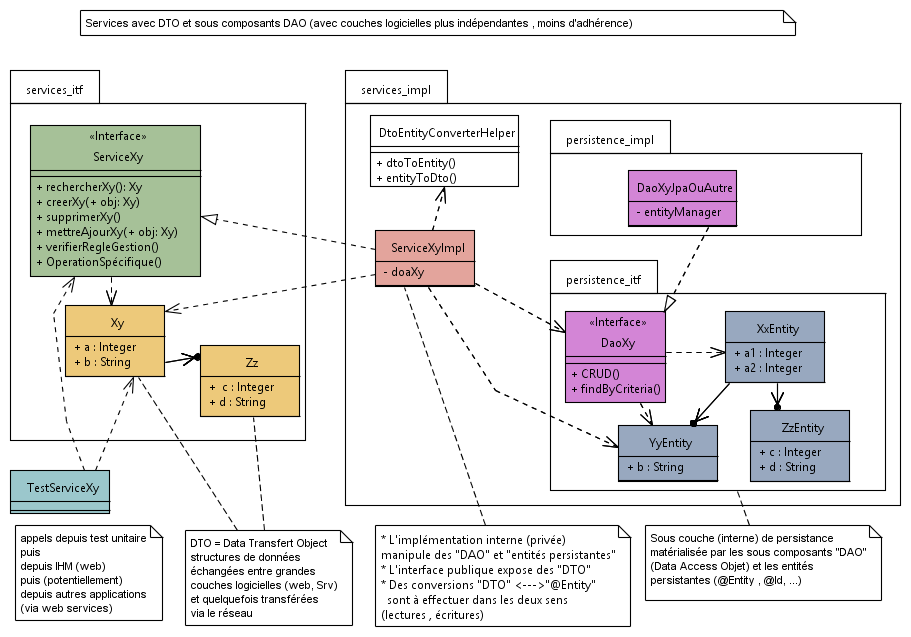 Services avec DTO et sous composants DAO (avec couches logicielles plus indépendantes , moins d'adhérence)
services_itf
«Interface»
ServiceXy
+ rechercherXy(): Xy
+ creerXy(+ obj: Xy)
+ supprimerXy()
+ mettreAjourXy(+ obj: Xy)
+ verifierRegleGestion()
+ OperationSpécifique()
Xy
+ a : Integer
+ b : String
Zz
+ c : Integer
+ d : String
TestServiceXy
services_impl
DtoEntityConverterHelper
+ dtoToEntity()
+ entityToDto()
ServiceXyImpl
- doaXy
persistence_impl
DaoXyJpaOuAutre
- entityManager
persistence_itf
«Interface»
DaoXy
+ CRUD()
+ findByCriteria()
XxEntity
+ a1 : Integer
+ a2 : Integer
YyEntity
+ b : String
ZzEntity
+ c : Integer
+ d : String
appels depuis test unitaire
puis
depuis IHM (web)
puis (potentiellement)
depuis autres applications
(via web services)
DTO = Data Transfert Object
structures de données
échangées entre grandes
couches logicielles (web, Srv)
et quelquefois transférées
via le réseau
* L'implémentation interne (privée)
manipule des "DAO" et "entités persistantes"
* L'interface publique expose des "DTO"
* Des conversions "DTO" <--->"@Entity"
sont à effectuer dans les deux sens
(lectures , écritures)
Sous couche (interne) de persistance
matérialisée par les sous composants "DAO"
(Data Access Objet) et les entités
persistantes (@Entity , @Id, ...)